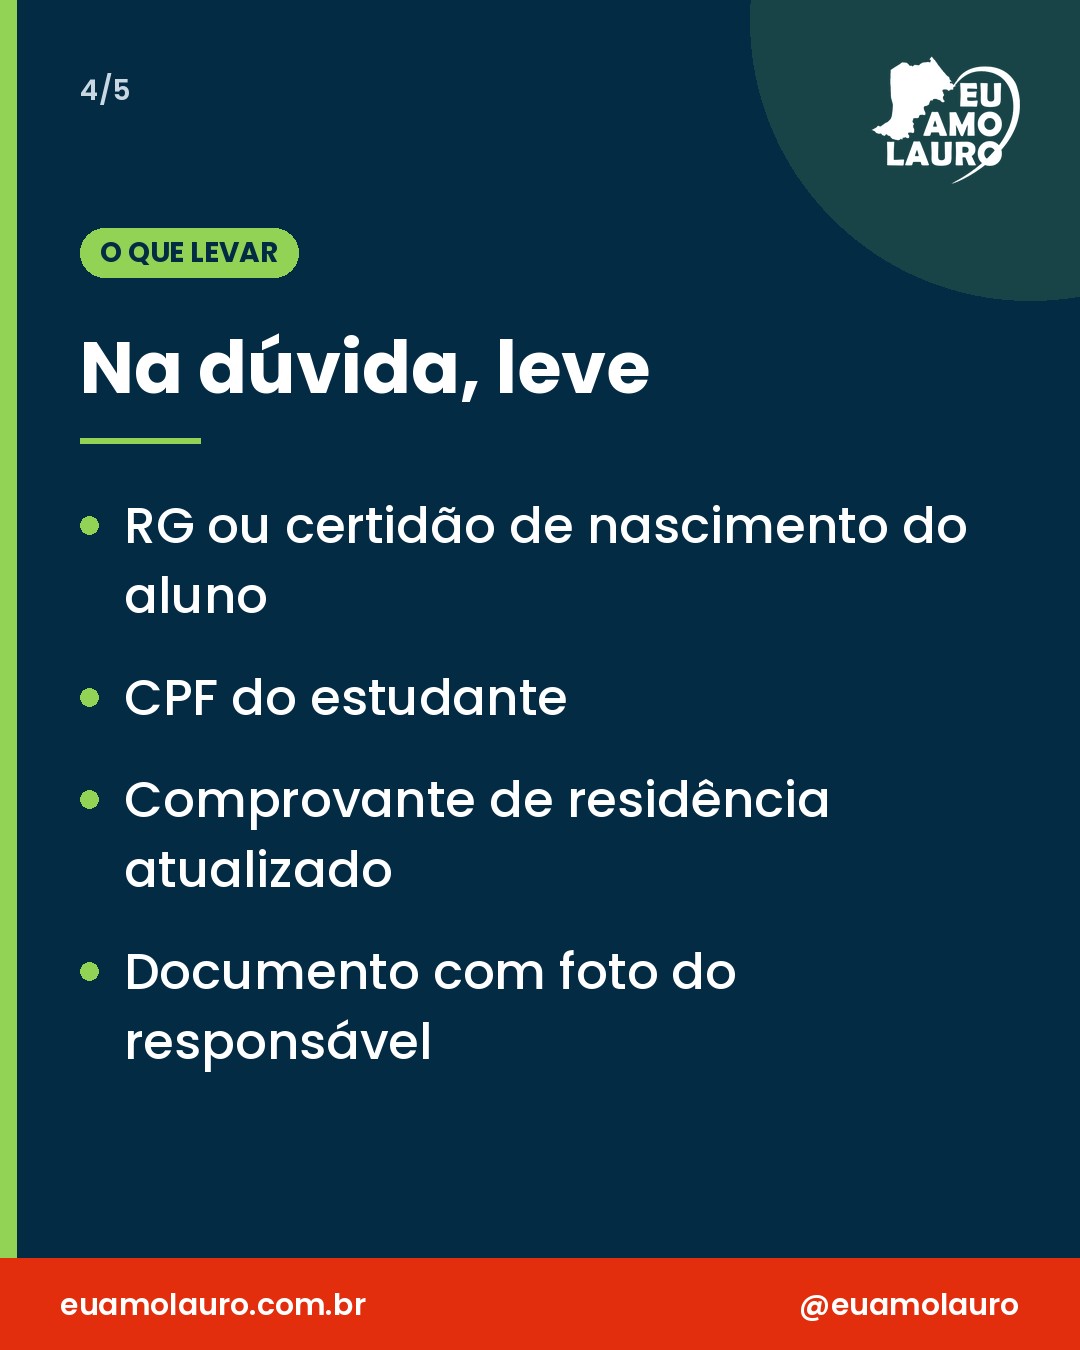 4/5
EU
AMO
LAURO
O QUE LEVAR
Na dúvida, leve
RG ou certidão de nascimento do
aluno
CPF do estudante
Comprovante de residência
atualizado
Documento com foto do
responsável
euamolauro.com.br
@euamolauro